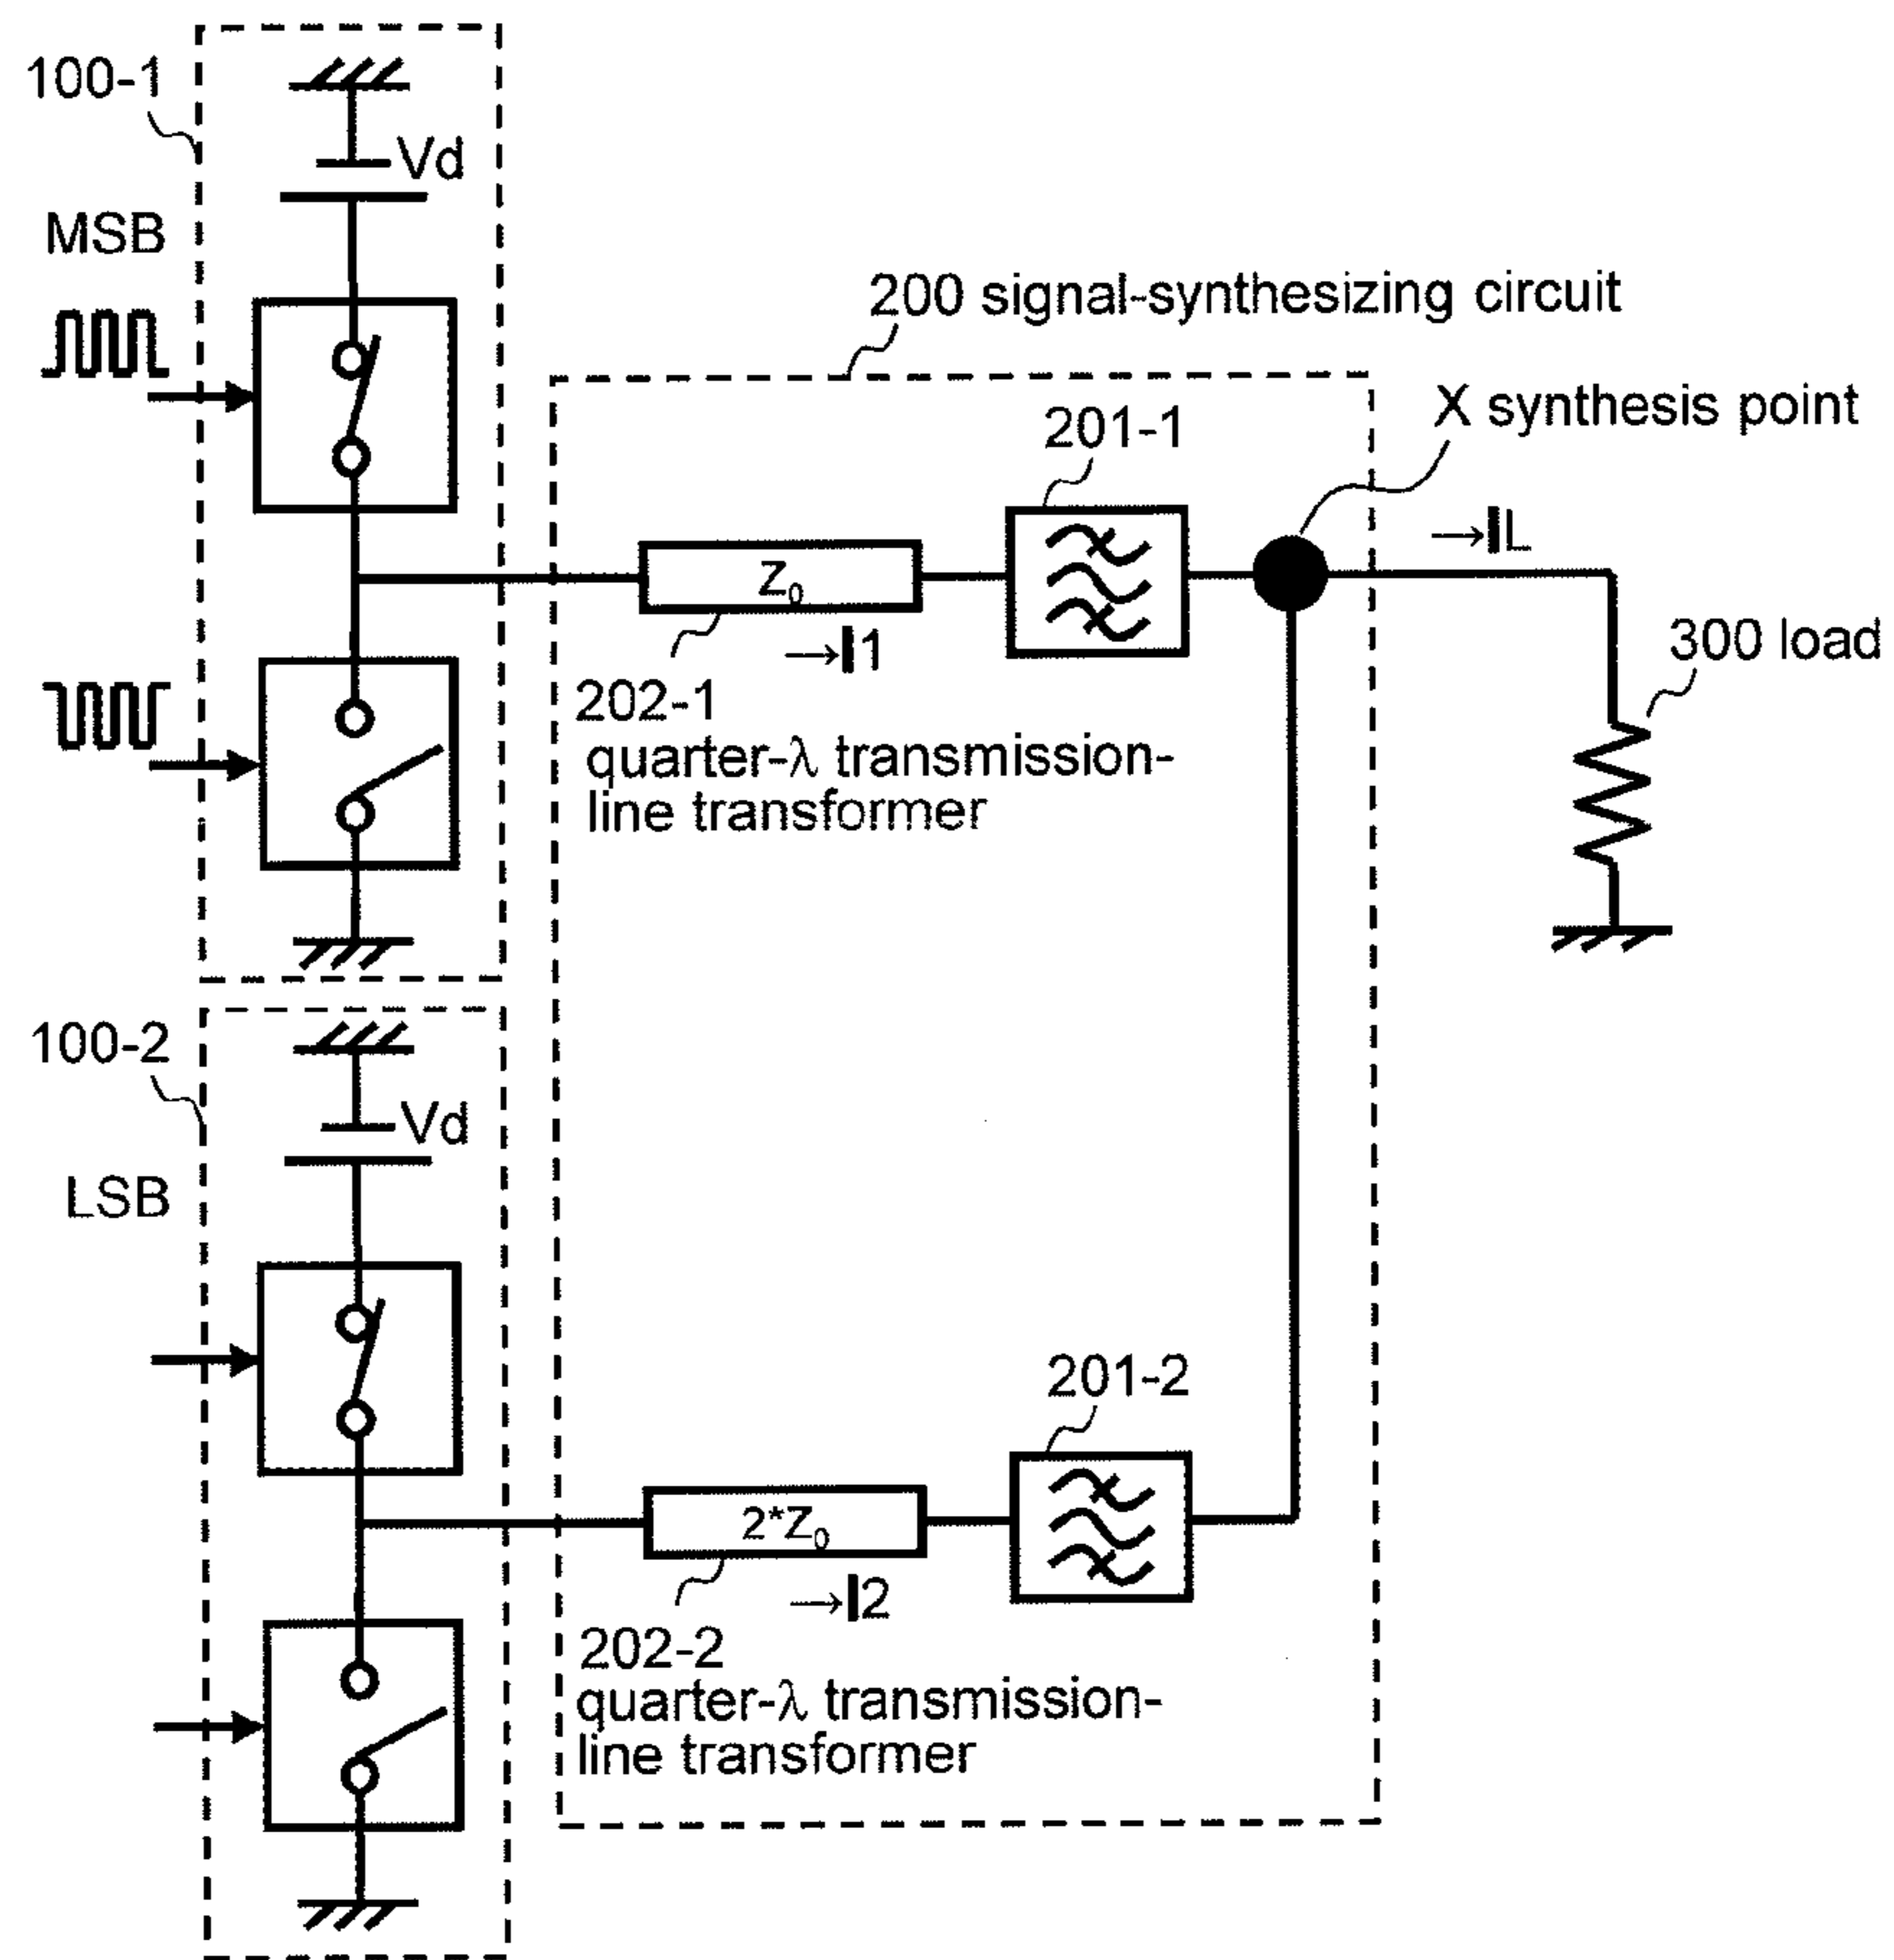 100-1
Vd
MSB
200 signal-synthesizing circuit
X synthesis point
201-1
→IL
Z₀
→I1
300 load
202-1
quarter-λ transmission-
line transformer
100-2
Vd
LSB
201-2
2*Z₀
→I2
202-2
quarter-λ transmission-
line transformer